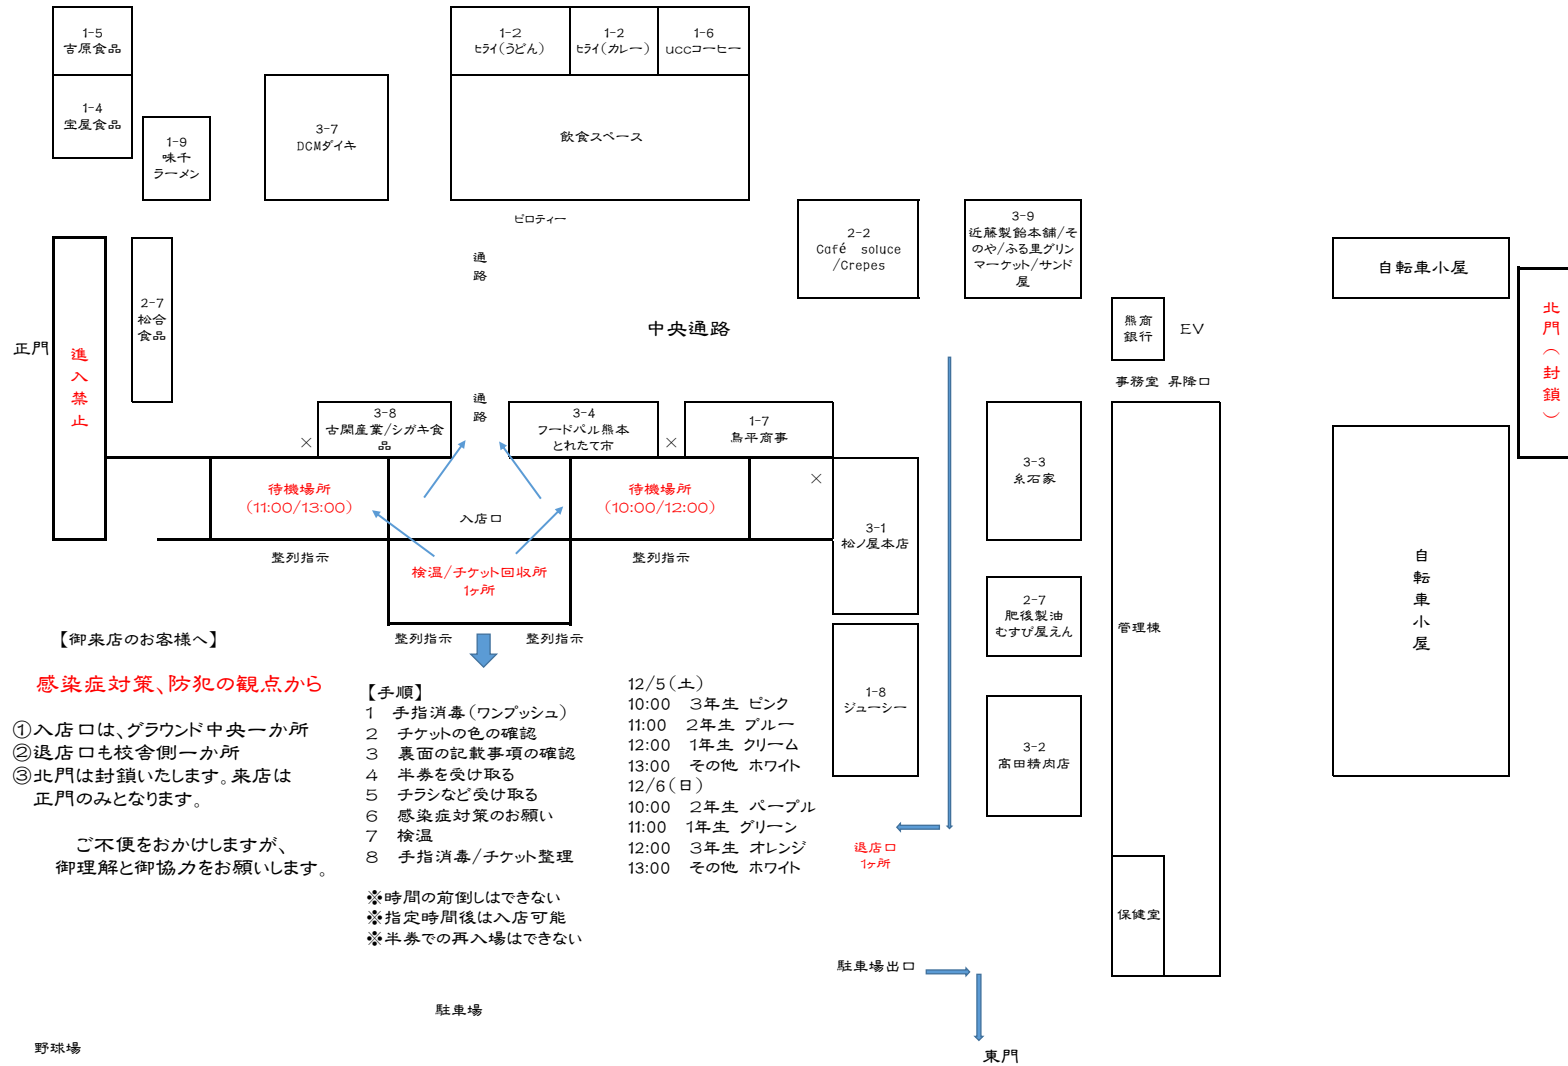 1-5
吉原食品
1-4
宝屋食品
1-9
味千
ラーメン
3-7
DCMダイキ
1-2
ヒライ(うどん)
1-2
ヒライ(カレー)
1-6
uccコーヒー
飲食スペース
ピロティー
通
路
2-2
Café soluce
/Crepes
3-9
近藤製飴本舗/そ
のや/ふる里グリン
マーケット/サンド
屋
自転車小屋
北門(封鎖)
正門
進入禁止
2-7
松合
食品
中央通路
熊商
銀行
EV
事務室 昇降口
通
路
3-8
古閑産業/シガキ食
品
3-4
フードパル熊本
とれたて市
1-7
鳥平商事
×
×
×
待機場所
(11:00/13:00)
入店口
待機場所
(10:00/12:00)
3-1
松ノ屋本店
3-3
糸石家
整列指示
整列指示
検温/チケット回収所
1ヶ所
整列指示
整列指示
2-7
肥後製油
むすび屋えん
管理棟
自転車小屋
1-8
ジューシー
3-2
髙田精肉店
【御来店のお客様へ】
感染症対策、防犯の観点から
①入店口は、グラウンド中央一か所
②退店口も校舎側一か所
③北門は封鎖いたします。来店は
正門のみとなります。
ご不便をおかけしますが、
御理解と御協力をお願いします。
【手順】
1 手指消毒(ワンプッシュ)
2 チケットの色の確認
3 裏面の記載事項の確認
4 半券を受け取る
5 チラシなど受け取る
6 感染症対策のお願い
7 検温
8 手指消毒/チケット整理
※時間の前倒しはできない
※指定時間後は入店可能
※半券での再入場はできない
12/5(土)
10:00 3年生 ピンク
11:00 2年生 ブルー
12:00 1年生 クリーム
13:00 その他 ホワイト
12/6(日)
10:00 2年生 パープル
11:00 1年生 グリーン
12:00 3年生 オレンジ
13:00 その他 ホワイト
退店口
1ヶ所
保健室
駐車場出口
駐車場
野球場
東門